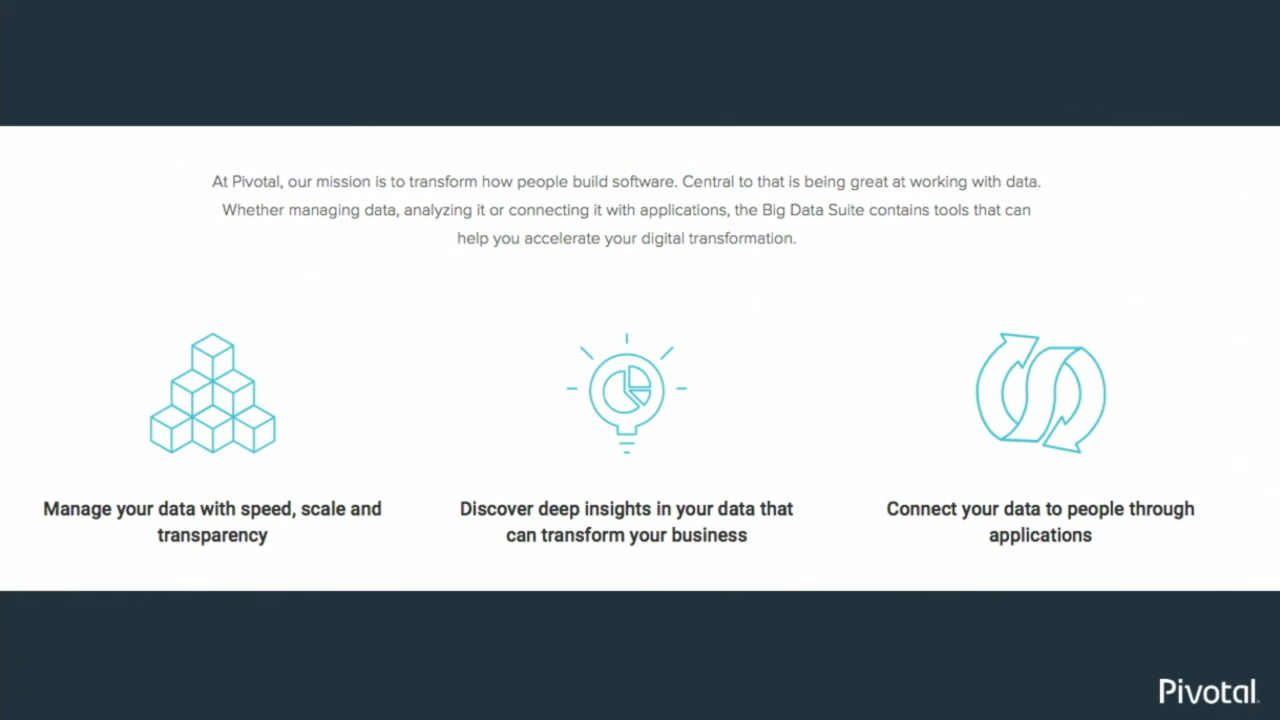 At Pivotal, our mission is to transform how people build software. Central to that is being great at working with data.
Whether managing data, analyzing it or connecting it with applications, the Big Data Suite contains tools that can
help you accelerate your digital transformation.
Manage your data with speed, scale and
transparency
Discover deep insights in your data that
can transform your business
Connect your data to people through
applications
Pivotal